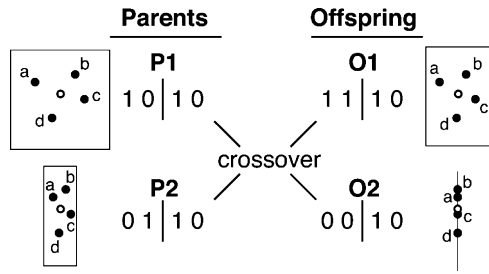 Parents Offspring
P1 O1
a b c d 1 0 | 1 0 1 1 | 1 0 a b c d
crossover
P2 O2
a b c d 0 1 | 1 0 0 0 | 1 0 b a c d